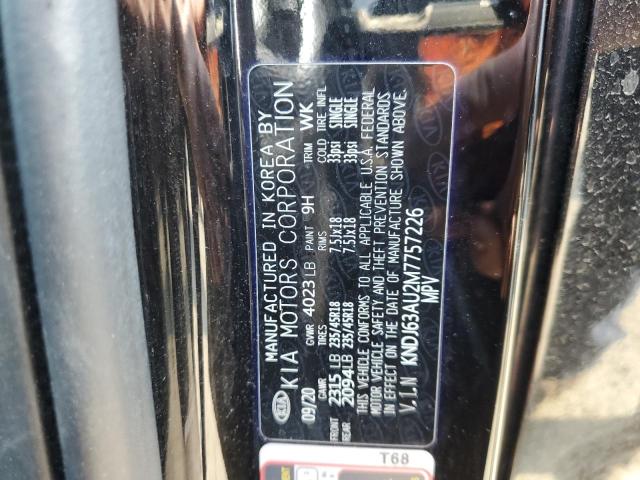 MANUFACTURED IN KOREA BY
KIA MOTORS CORPORATION
KIA
09/20 GVWR 4023 LB PAINT 9H TRIM WK
GAWR TIRES RIMS COLD TIRE INFL
FRONT 2315 LB 235/45R18 7.5Jx18 33psi SINGLE
REAR 2094 LB 235/45R18 7.5Jx18 33psi SINGLE
THIS VEHICLE CONFORMS TO ALL APPLICABLE U.S.A. FEDERAL
MOTOR VEHICLE SAFETY AND THEFT PREVENTION STANDARDS
IN EFFECT ON THE DATE OF MANUFACTURE SHOWN ABOVE.
V.I.N KNDJ63AU2M7757226
MPV
T68